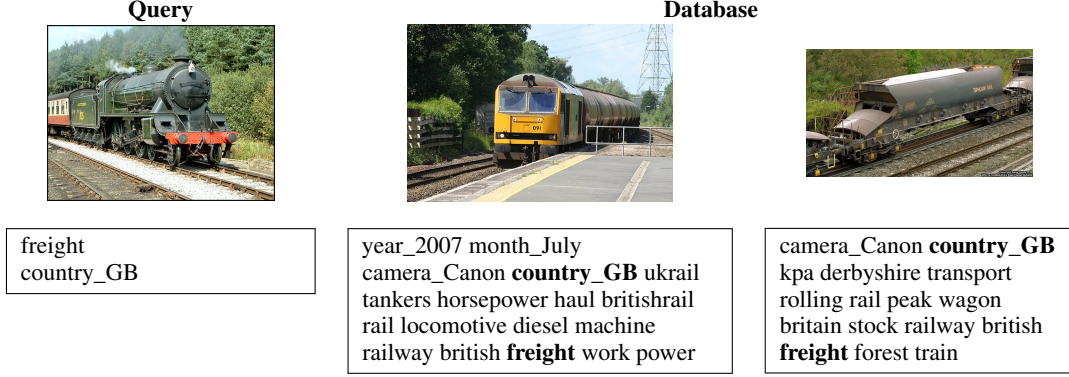 Query
Database
091
freight
country_GB
year_2007 month_July
camera_Canon country_GB ukrail
tankers horsepower haul britishrail
rail locomotive diesel machine
railway british freight work power
camera_Canon country_GB
kpa derbyshire transport
rolling rail peak wagon
britain stock railway british
freight forest train